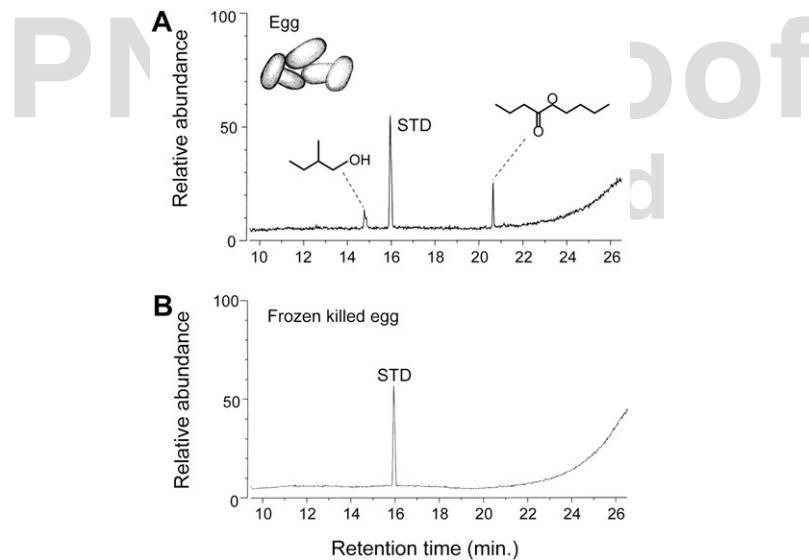 PN oof
d
A
Egg
Relative abundance
100
50
0
STD
OH
O
O
10 12 14 16 18 20 22 24 26
B
Frozen killed egg
Relative abundance
100
50
0
STD
10 12 14 16 18 20 22 24 26
Retention time (min.)